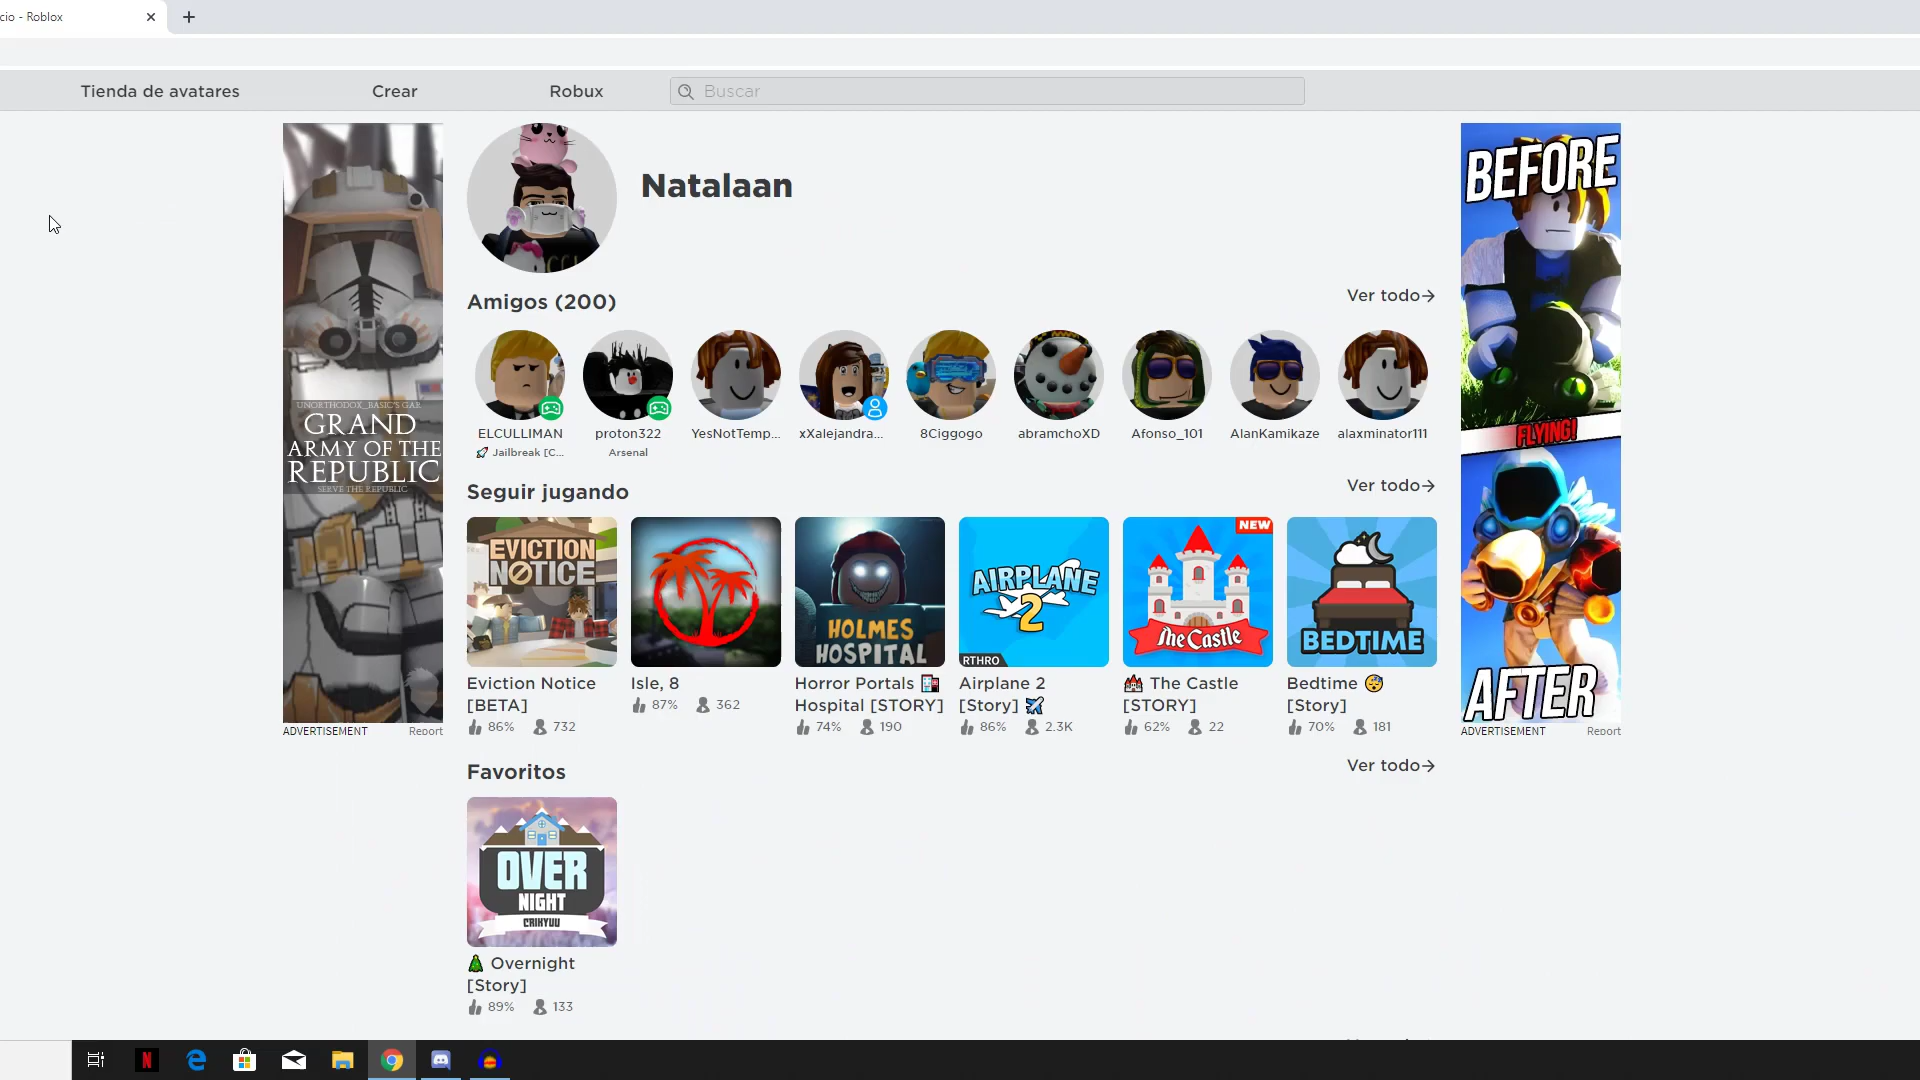 cio - Roblox
Tienda de avatares
Crear
Robux
Buscar
Natalaan
Amigos (200)
Ver todo→
ELCULLIMAN
proton322
YesNotTemp...
xXalejandra...
8Ciggogo
abramchoXD
Afonso_101
AlanKamikaze
alaxminator111
🚀 Jailbreak [C...
Arsenal
Seguir jugando
Ver todo→
EVICTION
NOTICE
HOLMES
HOSPITAL
AIRPLANE
2
RTHRO
NEW
The Castle
BEDTIME
Eviction Notice
[BETA]
86% 732
Isle, 8
87% 362
Horror Portals 🏥
Hospital [STORY]
74% 190
Airplane 2
[Story] ✈️
86% 2.3K
🏰 The Castle
[STORY]
62% 22
Bedtime 😴
[Story]
70% 181
Favoritos
Ver todo→
OVER
NIGHT
CRIKYUU
🎄 Overnight
[Story]
89% 133
UNORTHODOX_BASIC'S GAR
GRAND
ARMY OF THE
REPUBLIC
SERVE THE REPUBLIC
ADVERTISEMENT
Report
BEFORE
FLYING!
AFTER
ADVERTISEMENT
Report